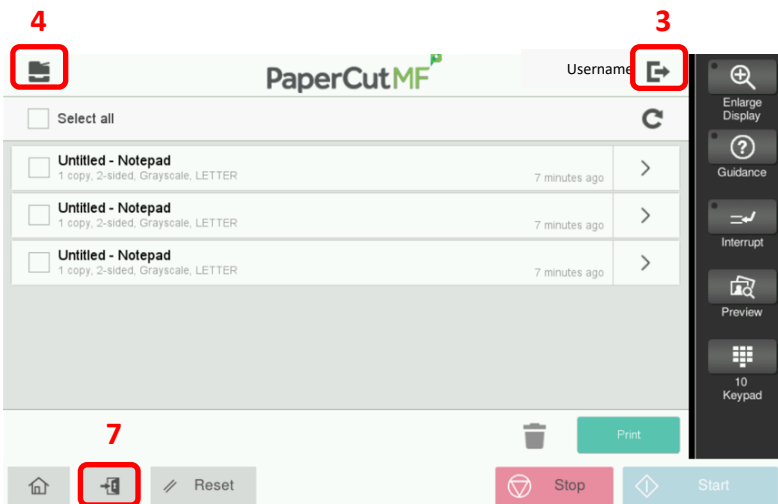 4
3
PaperCutMF
Username
Select all
Untitled - Notepad
1 copy, 2-sided, Grayscale, LETTER
7 minutes ago
Untitled - Notepad
1 copy, 2-sided, Grayscale, LETTER
7 minutes ago
Untitled - Notepad
1 copy, 2-sided, Grayscale, LETTER
7 minutes ago
Enlarge
Display
Guidance
Interrupt
Preview
10
Keypad
Print
7
Reset
Stop
Start